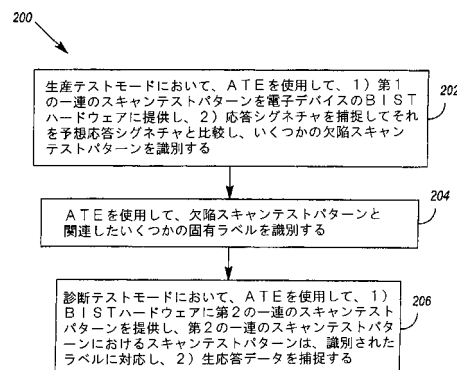 200
生産テストモードにおいて、ATEを使用して、1)第1
の一連のスキャンテストパターンを電子デバイスのBIST
ハードウェアに提供し、2)応答シグネチャを捕捉してそれ
を予想応答シグネチャと比較し、いくつかの欠陥スキャン
テストパターンを識別する
202
ATEを使用して、欠陥スキャンテストパターンと
関連したいくつかの固有ラベルを識別する
204
診断テストモードにおいて、ATEを使用して、1)
BISTハードウェアに第2の一連のスキャンテスト
パターンを提供し、第2の一連のスキャンテストパタ
ーンにおけるスキャンテストパターンは、識別された
ラベルに対応し、2)生応答データを捕捉する
206